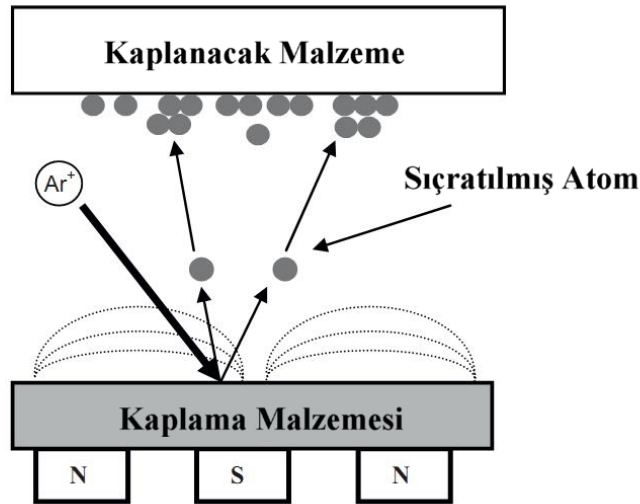 Kaplanacak Malzeme
Ar+
Sıçratılmış Atom
Kaplama Malzemesi
N S N